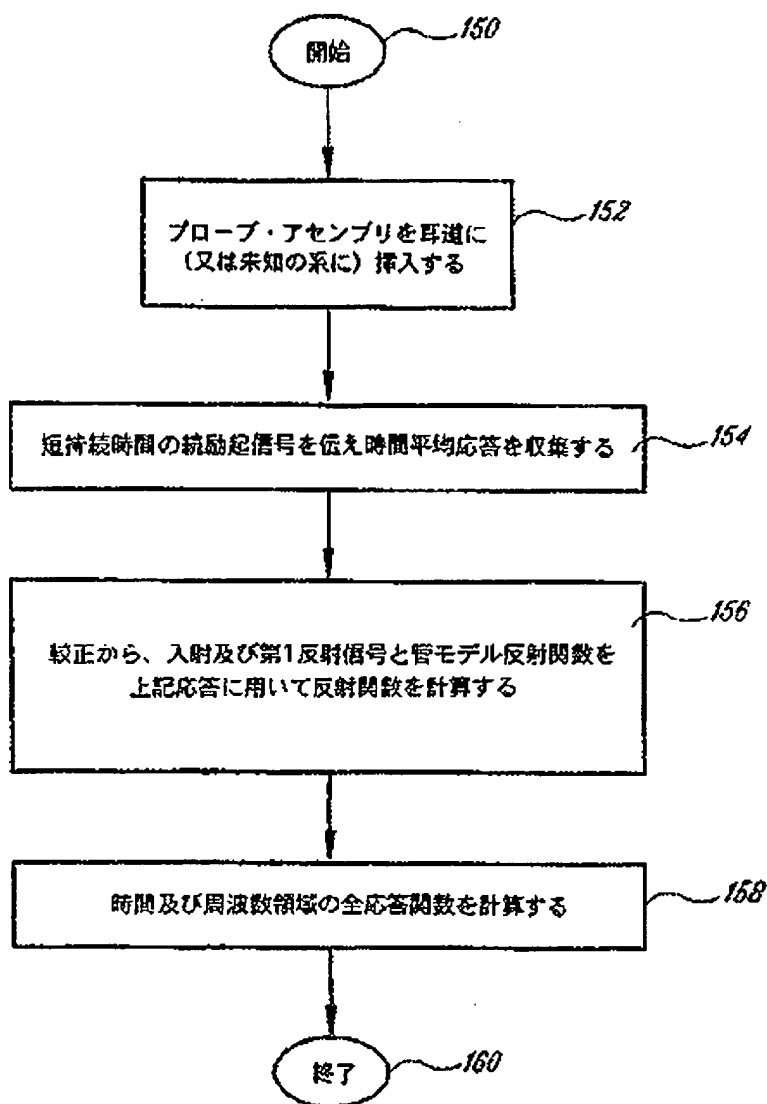 開始
150
プローブ・アセンブリを耳道に
(又は未知の系に) 挿入する
152
短持続時間の続励起信号を伝え時間平均応答を収集する
154
較正から、入射及び第1反射信号と管モデル反射関数を
上記応答に用いて反射関数を計算する
156
時間及び周波数領域の全応答関数を計算する
158
終了
160